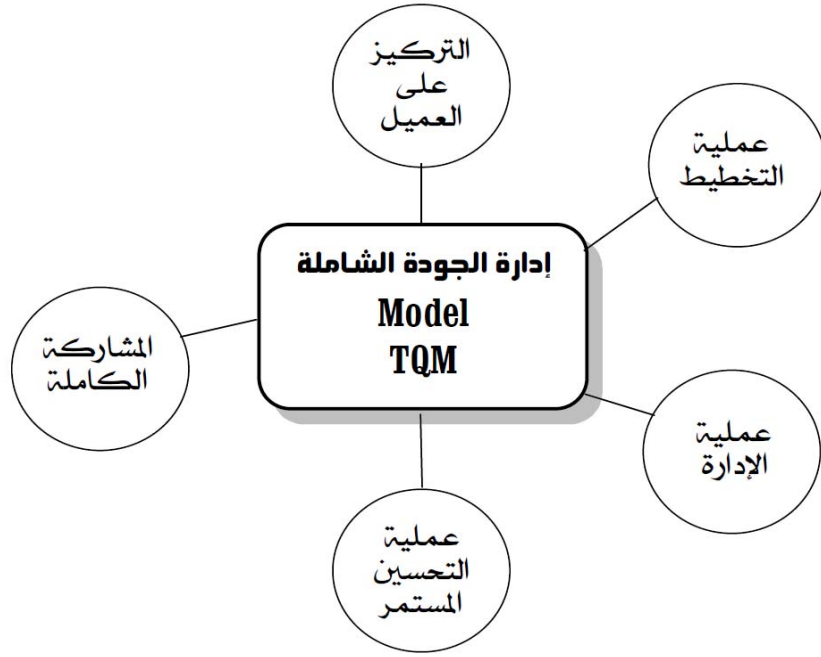 التركيز
على
العميل
عملية
التخطيط
إدارة الجودة الشاملة
Model
TQM
المشاركة
الكاملة
عملية
الإدارة
عملية
التحسين
المستمر